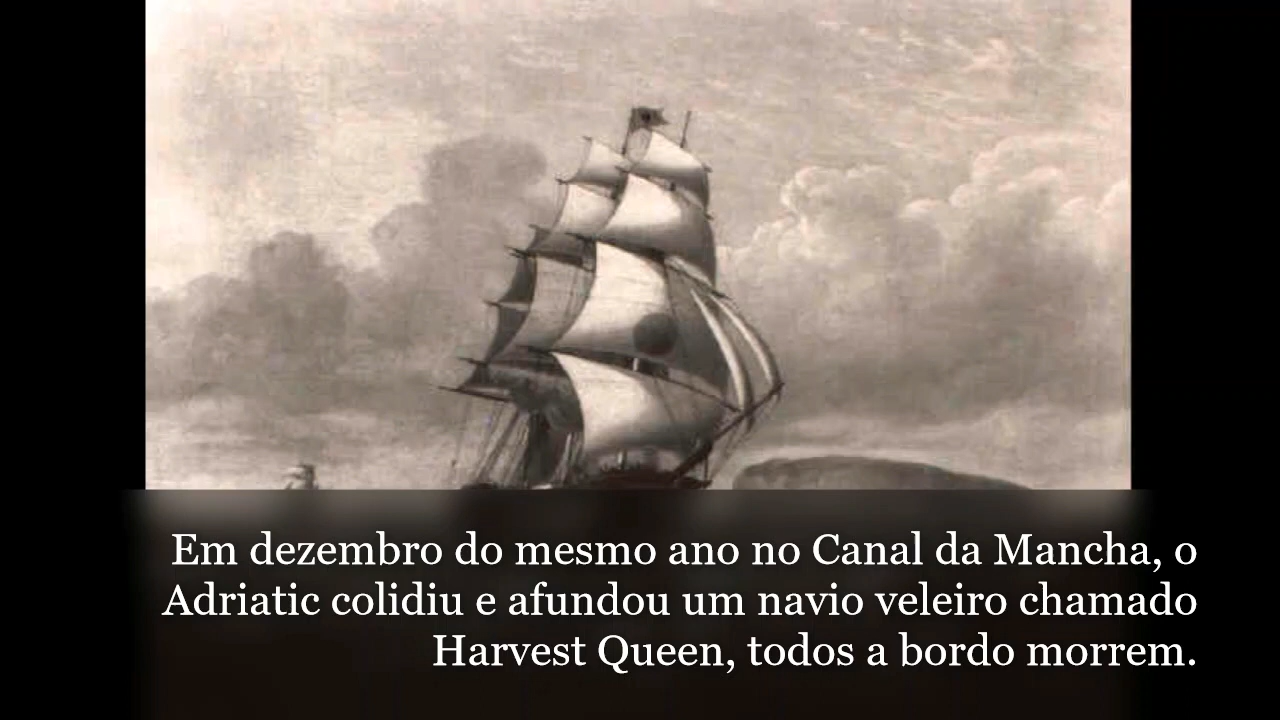 Em dezembro do mesmo ano no Canal da Mancha, o
Adriatic colidiu e afundou um navio veleiro chamado
Harvest Queen, todos a bordo morrem.